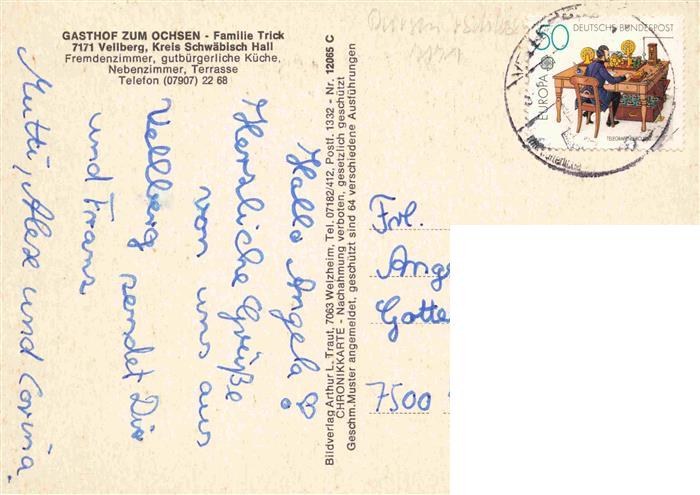 GASTHOF ZUM OCHSEN - Familie Trick
7171 Vellberg, Kreis Schwäbisch Hall
Fremdenzimmer, gutbürgerliche Küche,
Nebenzimmer, Terrasse
Telefon (07907) 22 68
Hallo Angela
Herzliche Grüße
von uns aus
Vellberg sendet Dir
und Frans
Mutti, Alex und Corina.
Bildverlag Arthur L. Traut, 7063 Welzheim, Tel. 07182/412, Postf. 1332 - Nr. 12065 C
CHRONIKKARTE - Nachahmung verboten, gesetzlich geschützt
Geschm.Muster angemeldet, geschützt sind 64 verschiedene Ausführungen
50
DEUTSCHE BUNDESPOST
EUROPA
Frl.
Ange
Gotte
7500